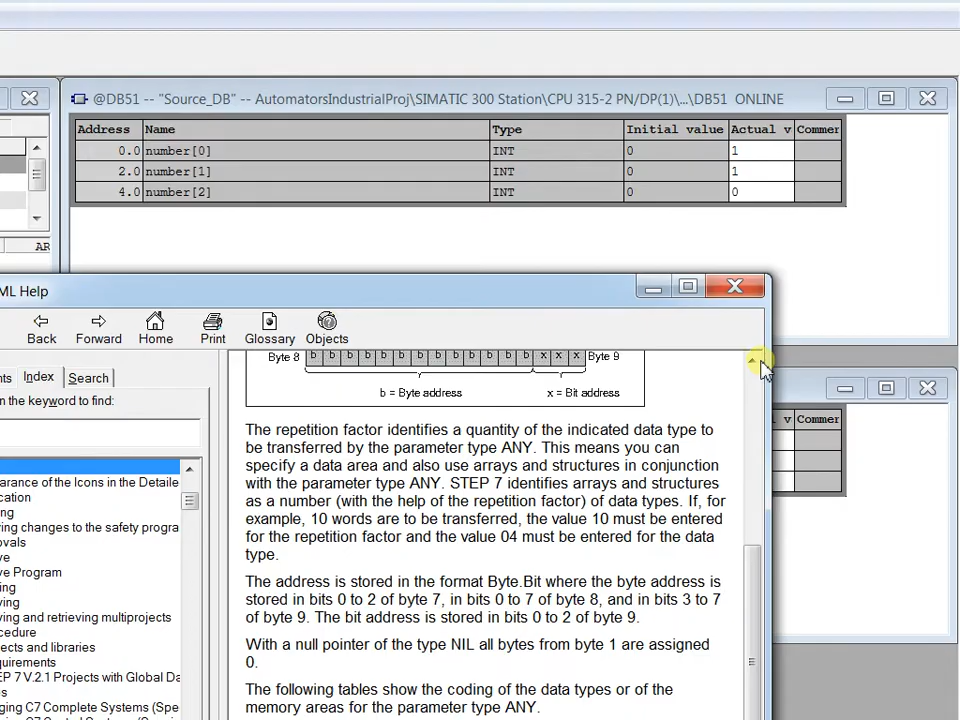 @DB51 -- "Source_DB" -- AutomatorsIndustrialProj\SIMATIC 300 Station\CPU 315-2 PN/DP(1)\...\DB51 ONLINE
Address Name Type Initial value Actual v Commer
0.0 number[0] INT 0 1
2.0 number[1] INT 0 1
4.0 number[2] INT 0 0
AR
ML Help
Back Forward Home Print Glossary Objects
nts Index Search
n the keyword to find:
Byte 8 b b b b b b b b b b b b b x x x Byte 9
b = Byte address x = Bit address
v Commer
The repetition factor identifies a quantity of the indicated data type to
be transferred by the parameter type ANY. This means you can
specify a data area and also use arrays and structures in conjunction
with the parameter type ANY. STEP 7 identifies arrays and structures
as a number (with the help of the repetition factor) of data types. If, for
example, 10 words are to be transferred, the value 10 must be entered
for the repetition factor and the value 04 must be entered for the data
type.
The address is stored in the format Byte.Bit where the byte address is
stored in bits 0 to 2 of byte 7, in bits 0 to 7 of byte 8, and in bits 3 to 7
of byte 9. The bit address is stored in bits 0 to 2 of byte 9.
With a null pointer of the type NIL all bytes from byte 1 are assigned
0.
The following tables show the coding of the data types or of the
memory areas for the parameter type ANY.
arance of the Icons in the Detaile
cation
ng
ving changes to the safety progra
ovals
ve
ve Program
ing
ving
ving and retrieving multiprojects
cedure
ects and libraries
quirements
EP 7 V.2.1 Projects with Global Da
es
ging C7 Complete Systems (Spe